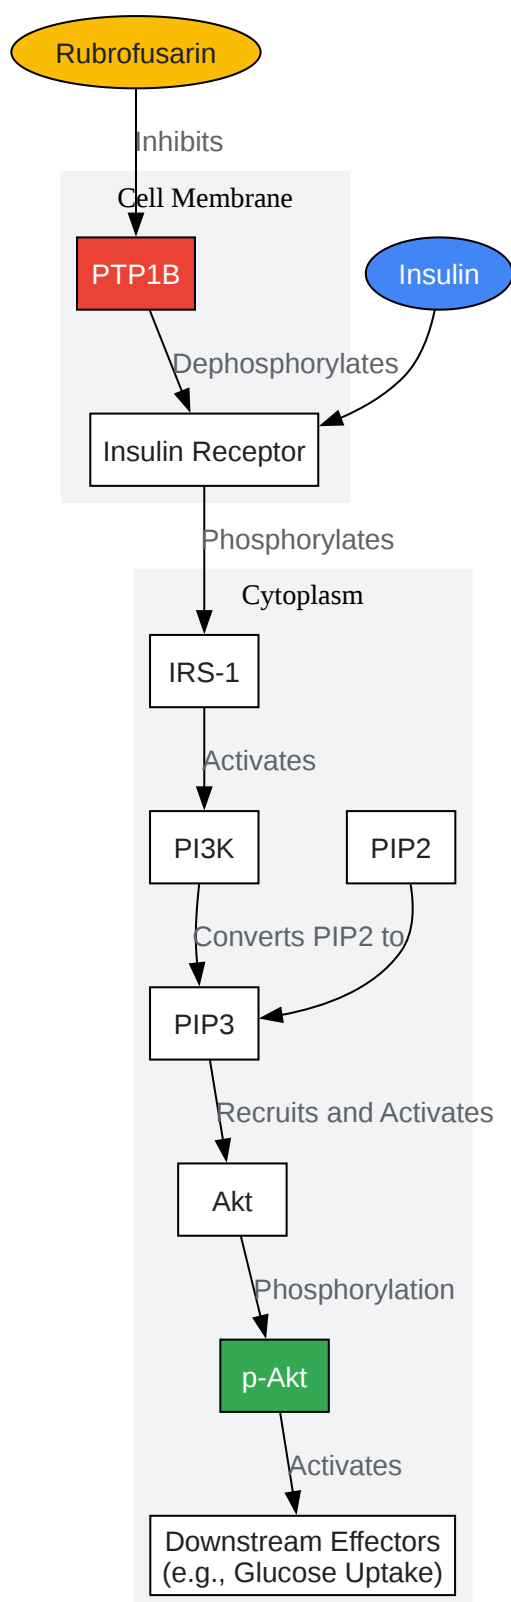 Rubrofusarin
Inhibits
Cell Membrane
PTP1B
Insulin
Dephosphorylates
Insulin Receptor
Phosphorylates
Cytoplasm
IRS-1
Activates
PI3K
PIP2
Converts PIP2 to
PIP3
Recruits and Activates
Akt
Phosphorylation
p-Akt
Activates
Downstream Effectors
(e.g., Glucose Uptake)